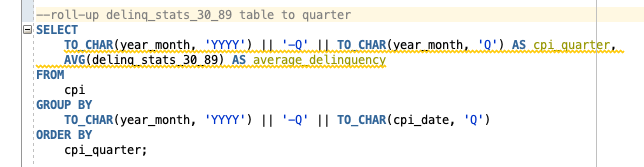 --roll-up delinq_stats_30_89 table to quarter
SELECT
TO_CHAR(year_month, 'YYYY') || '-Q' || TO_CHAR(year_month, 'Q') AS cpi_quarter,
AVG(delinq_stats_30_89) AS average_delinquency
FROM
cpi
GROUP BY
TO_CHAR(year_month, 'YYYY') || '-Q' || TO_CHAR(cpi_date, 'Q')
ORDER BY
cpi_quarter;